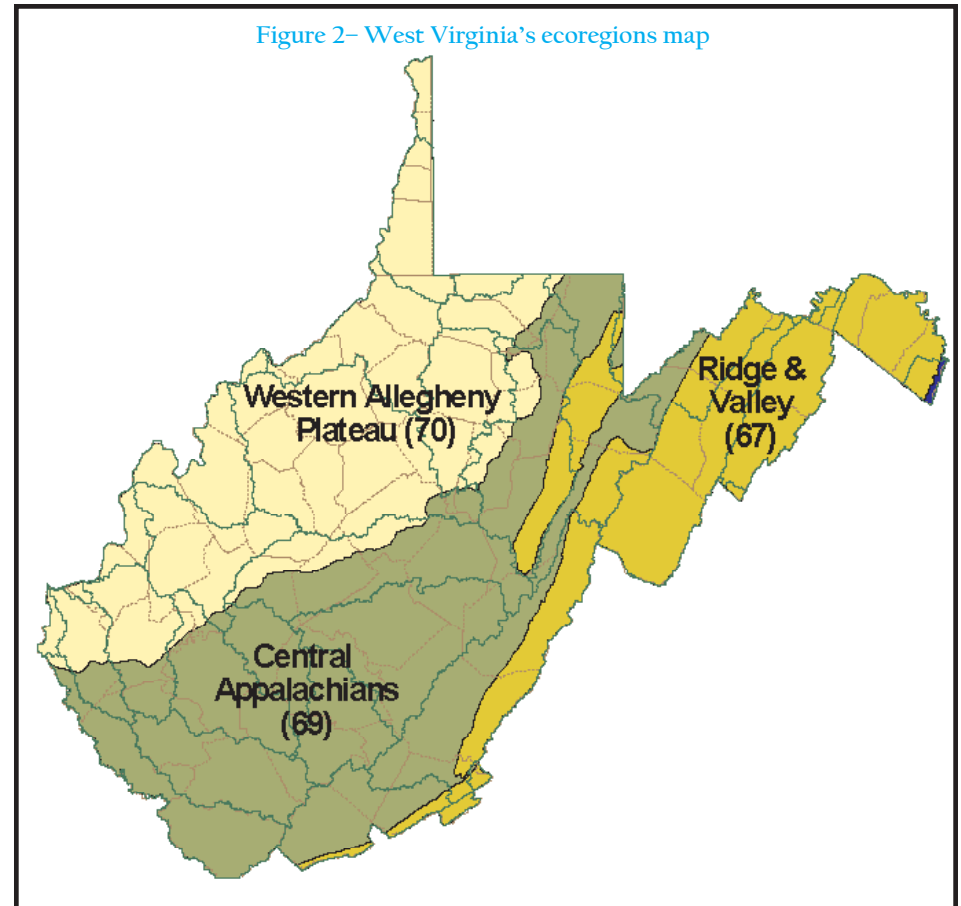 Figure 2– West Virginia's ecoregions map
Western Allegheny
Plateau (70)
Ridge &
Valley
(67)
Central
Appalachians
(69)